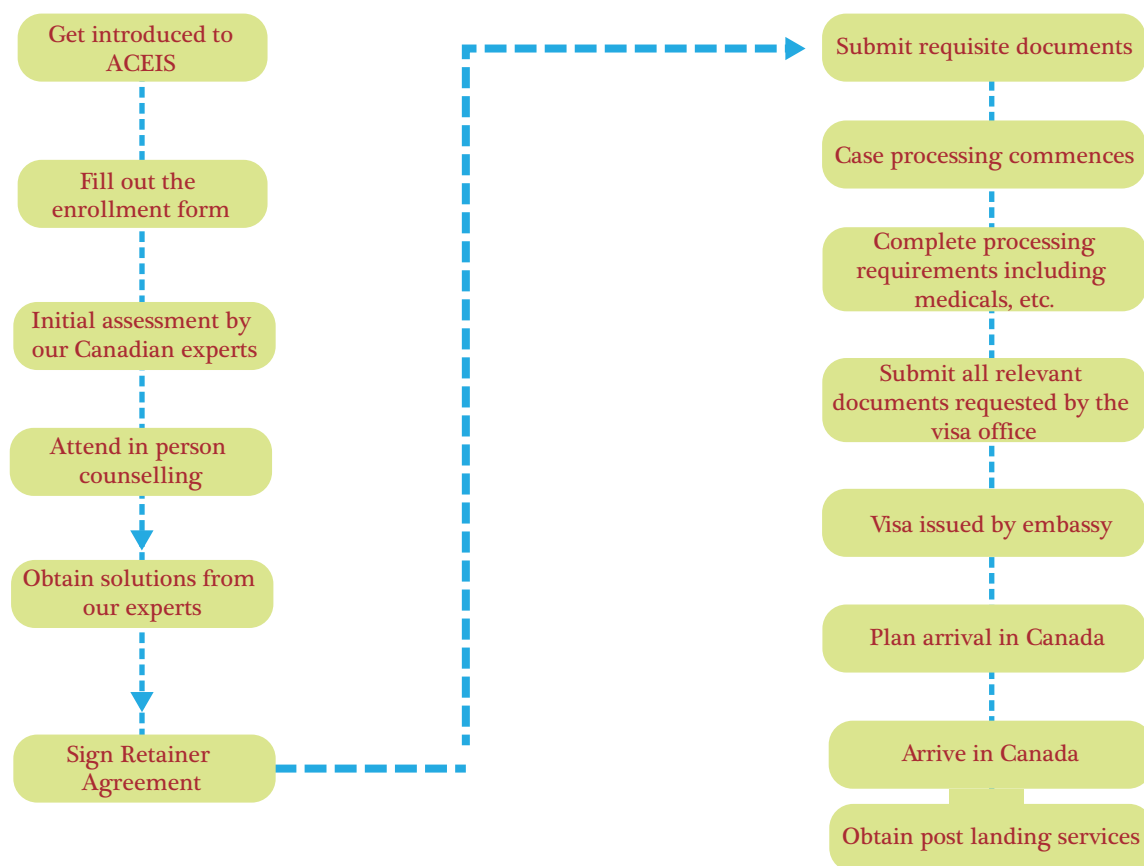 Get introduced to
ACEIS
Fill out the
enrollment form
Initial assessment by
our Canadian experts
Attend in person
counselling
Obtain solutions from
our experts
Sign Retainer
Agreement
Submit requisite documents
Case processing commences
Complete processing
requirements including
medicals, etc.
Submit all relevant
documents requested by the
visa office
Visa issued by embassy
Plan arrival in Canada
Arrive in Canada
Obtain post landing services